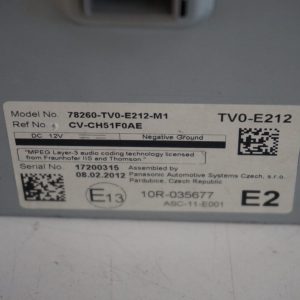 Model No. 78260-TV0-E212-M1
Ref No. CV-CH51F0AE
TV0-E212
DC 12V Negative Ground
"MPEG Layer-3 audio coding technology licensed
from Fraunhofer IIS and Thomson."
Serial No. 17200315
08.02.2012
Designed & Assembled by
Panasonic Automotive Systems Czech, s.r.o.
Pardubice, Czech Republic
E13
10R-035677
ASC-11-E001
E2